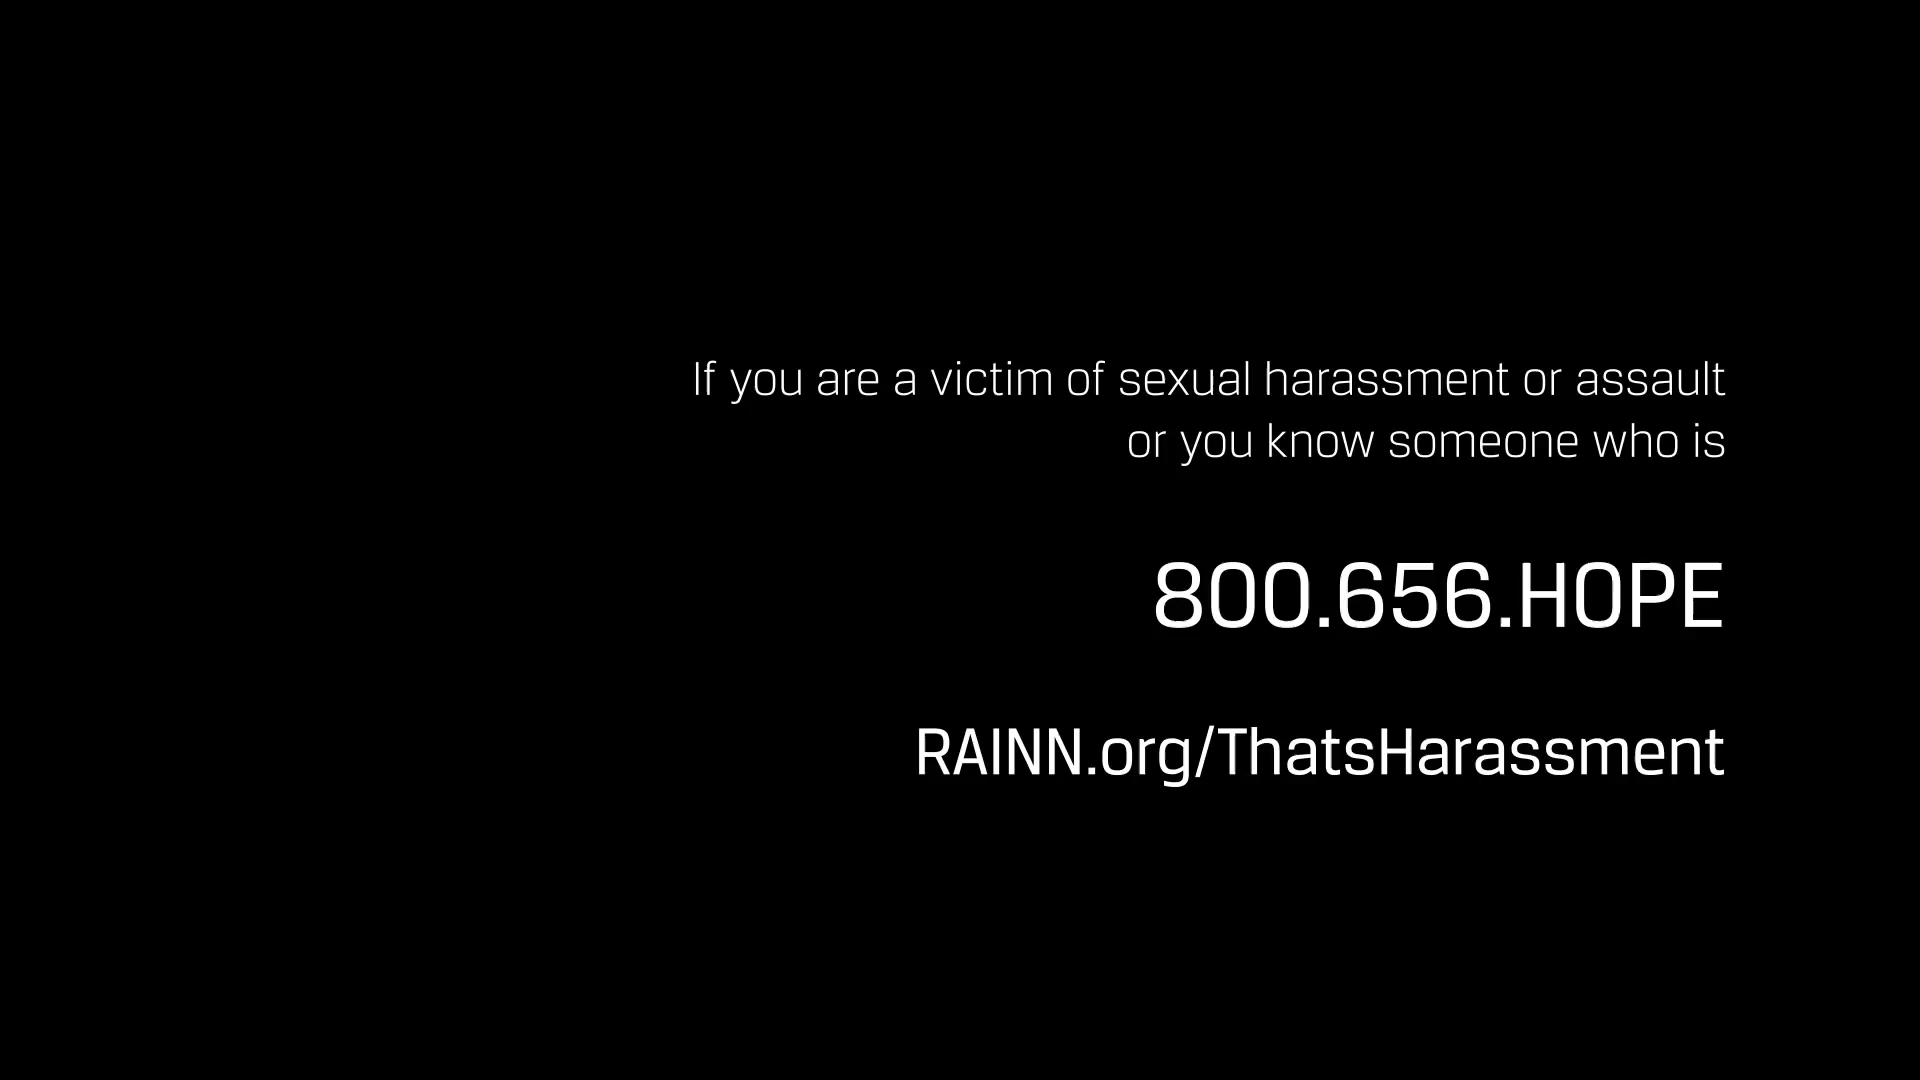 If you are a victim of sexual harassment or assault
or you know someone who is
800.656.HOPE
RAINN.org/ThatsHarassment